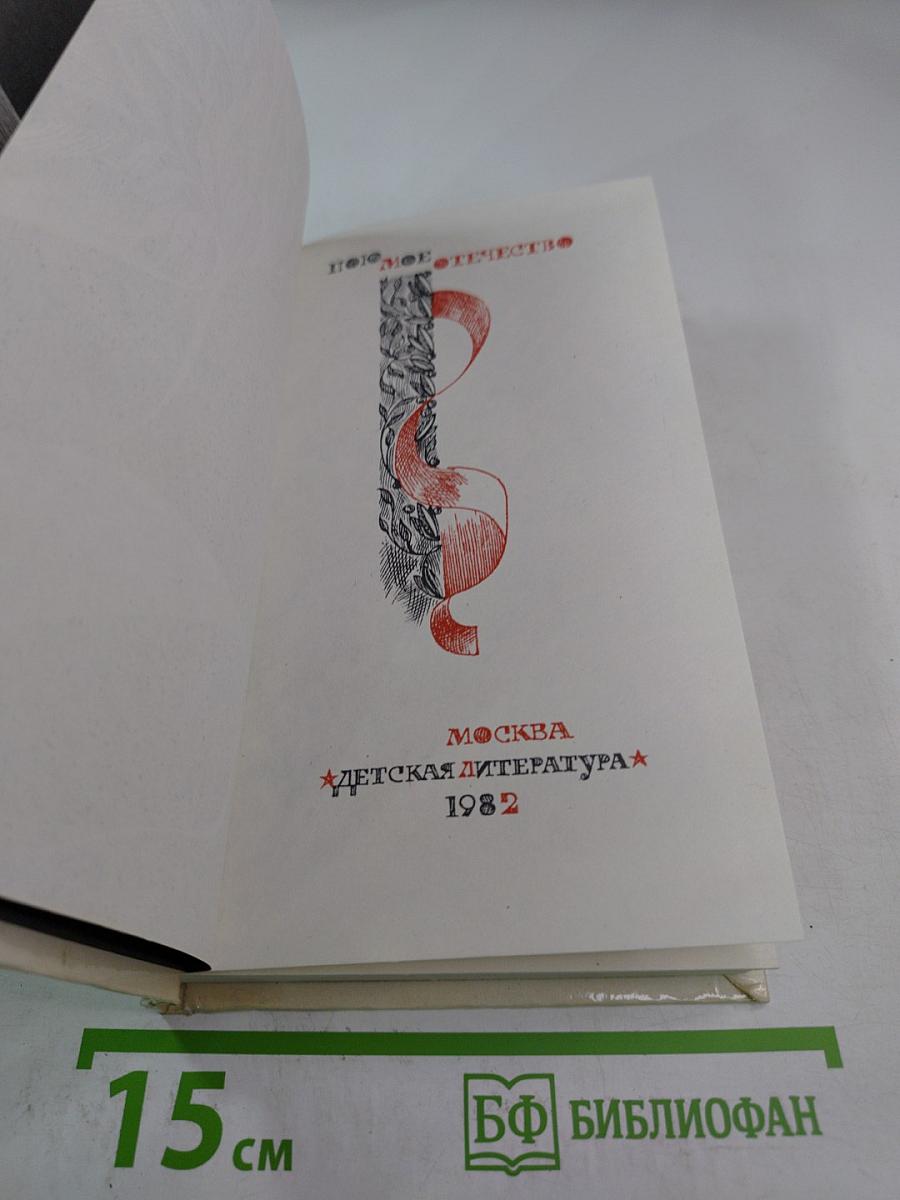 ПОЮ МОЕ ОТЕЧЕСТВО
МОСКВА
ДЕТСКАЯ ЛИТЕРАТУРА
1982
15 см
БФ БИБЛИОФАН